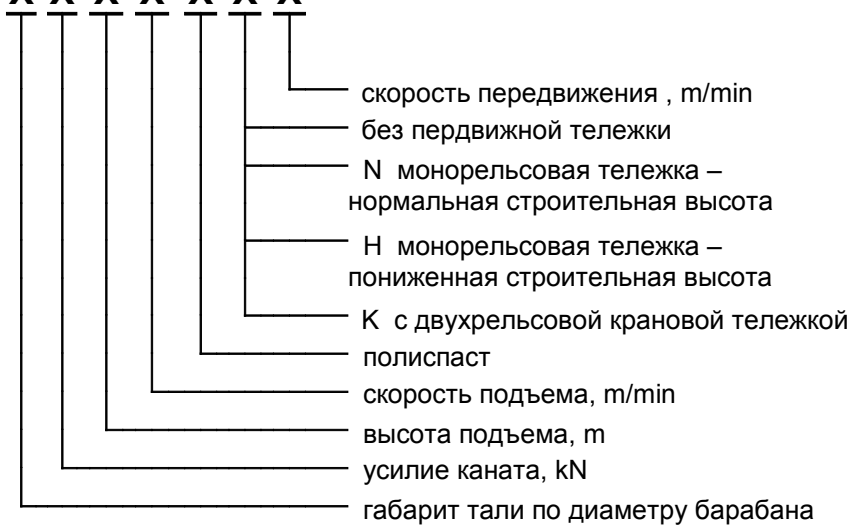 X X X X X X X
скорость передвижения , m/min
без пердвижной тележки
N монорельсовая тележка –
нормальная строительная высота
H монорельсовая тележка –
пониженная строительная высота
K с двухрельсовой крановой тележкой
полиспаст
скорость подъема, m/min
высота подъема, m
усилие каната, kN
габарит тали по диаметру барабана